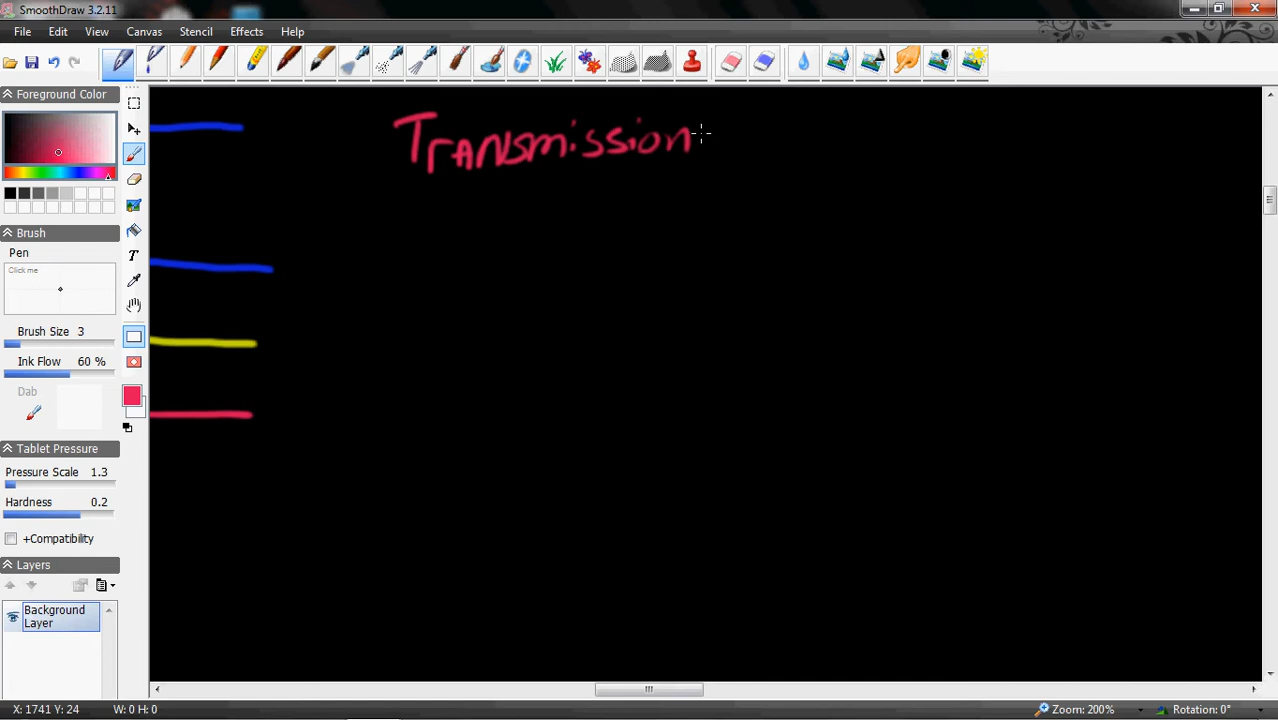 SmoothDraw 3.2.11
File Edit View Canvas Stencil Effects Help
Foreground Color
Transmission
Brush
Pen
Click me
Brush Size 3
Ink Flow 60 %
Dab
Tablet Pressure
Pressure Scale 1.3
Hardness 0.2
+Compatibility
Layers
Background
Layer
X: 1741 Y: 24 W: 0 H: 0 Zoom: 200% Rotation: 0°